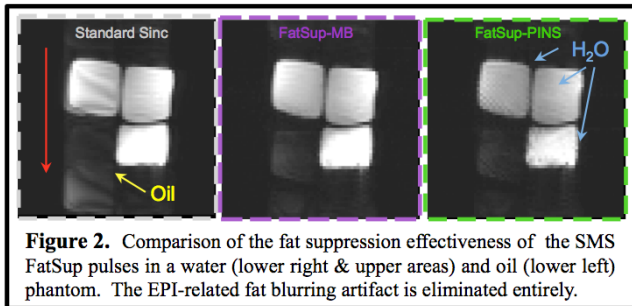 Standard Sinc
FatSup-MB
FatSup-PINS
H₂O
Oil
Figure 2. Comparison of the fat suppression effectiveness of the SMS
FatSup pulses in a water (lower right & upper areas) and oil (lower left)
phantom. The EPI-related fat blurring artifact is eliminated entirely.